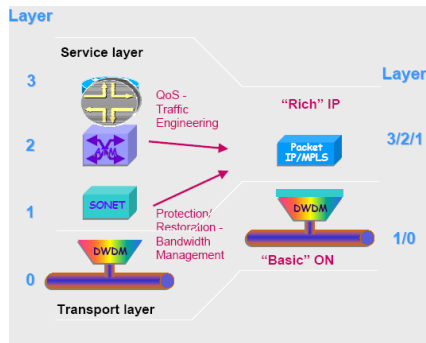 Layer
Service layer
3
QoS -
Traffic
Engineering
2
ATM
1
SONET
Protection/
Restoration -
Bandwidth
Management
DWDM
0
Transport layer
Layer
“Rich” IP
Packet
IP/MPLS
3/2/1
DWDM
1/0
“Basic” ON